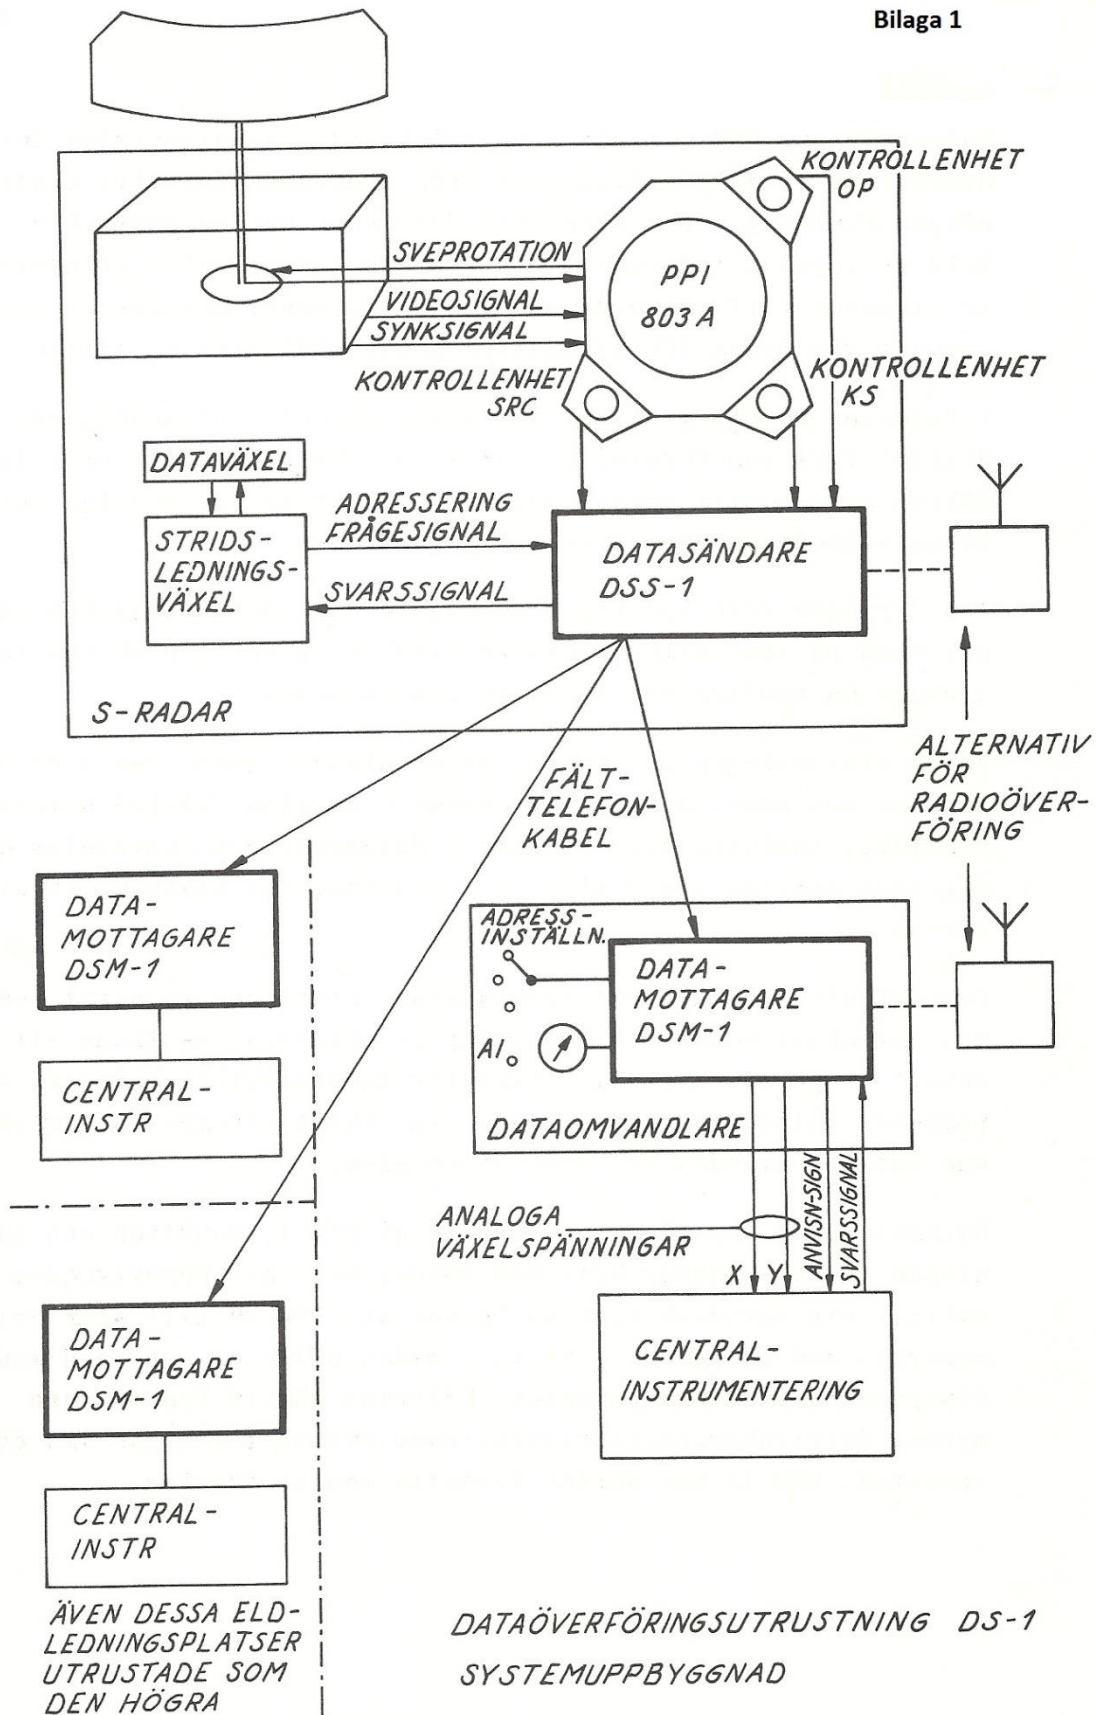 Bilaga 1
KONTROLLENHET
OP
SVEPROTATION
PPI
803 A
VIDEOSIGNAL
SYNKSIGNAL
KONTROLLENHET
SRC
KONTROLLENHET
KS
DATAVÄXEL
STRIDS-
LEDNINGS-
VÄXEL
ADRESSERING
FRÅGESIGNAL
SVARSSIGNAL
DATASÄNDARE
DSS-1
S-RADAR
ALTERNATIV
FÖR
RADIOÖVER-
FÖRING
FÄLT-
TELEFON-
KABEL
DATA-
MOTTAGARE
DSM-1
CENTRAL-
INSTR
ADRESS-
INSTÄLLN.
AI
DATA-
MOTTAGARE
DSM-1
DATAOMVANDLARE
ANALOGA
VÄXELSPÄNNINGAR
X
Y
ANVISN-SIGN
SVARSSIGNAL
CENTRAL-
INSTRUMENTERING
DATA-
MOTTAGARE
DSM-1
CENTRAL-
INSTR
ÄVEN DESSA ELD-
LEDNINGSPLATSER
UTRUSTADE SOM
DEN HÖGRA
DATAÖVERFÖRINGSUTRUSTNING DS-1
SYSTEMUPPBYGGNAD